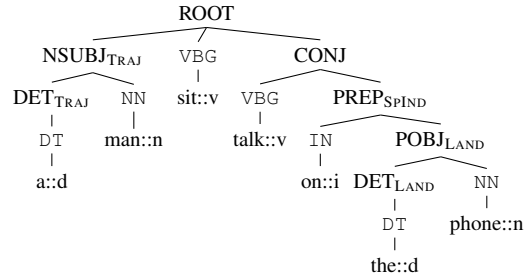 ROOT
NSUBJTRAJ VBG CONJ
DETTRAJ NN sit::v VBG PREPSPIND
DT man::n talk::v IN POBJLAND
a::d on::i DETLAND NN
DT phone::n
the::d